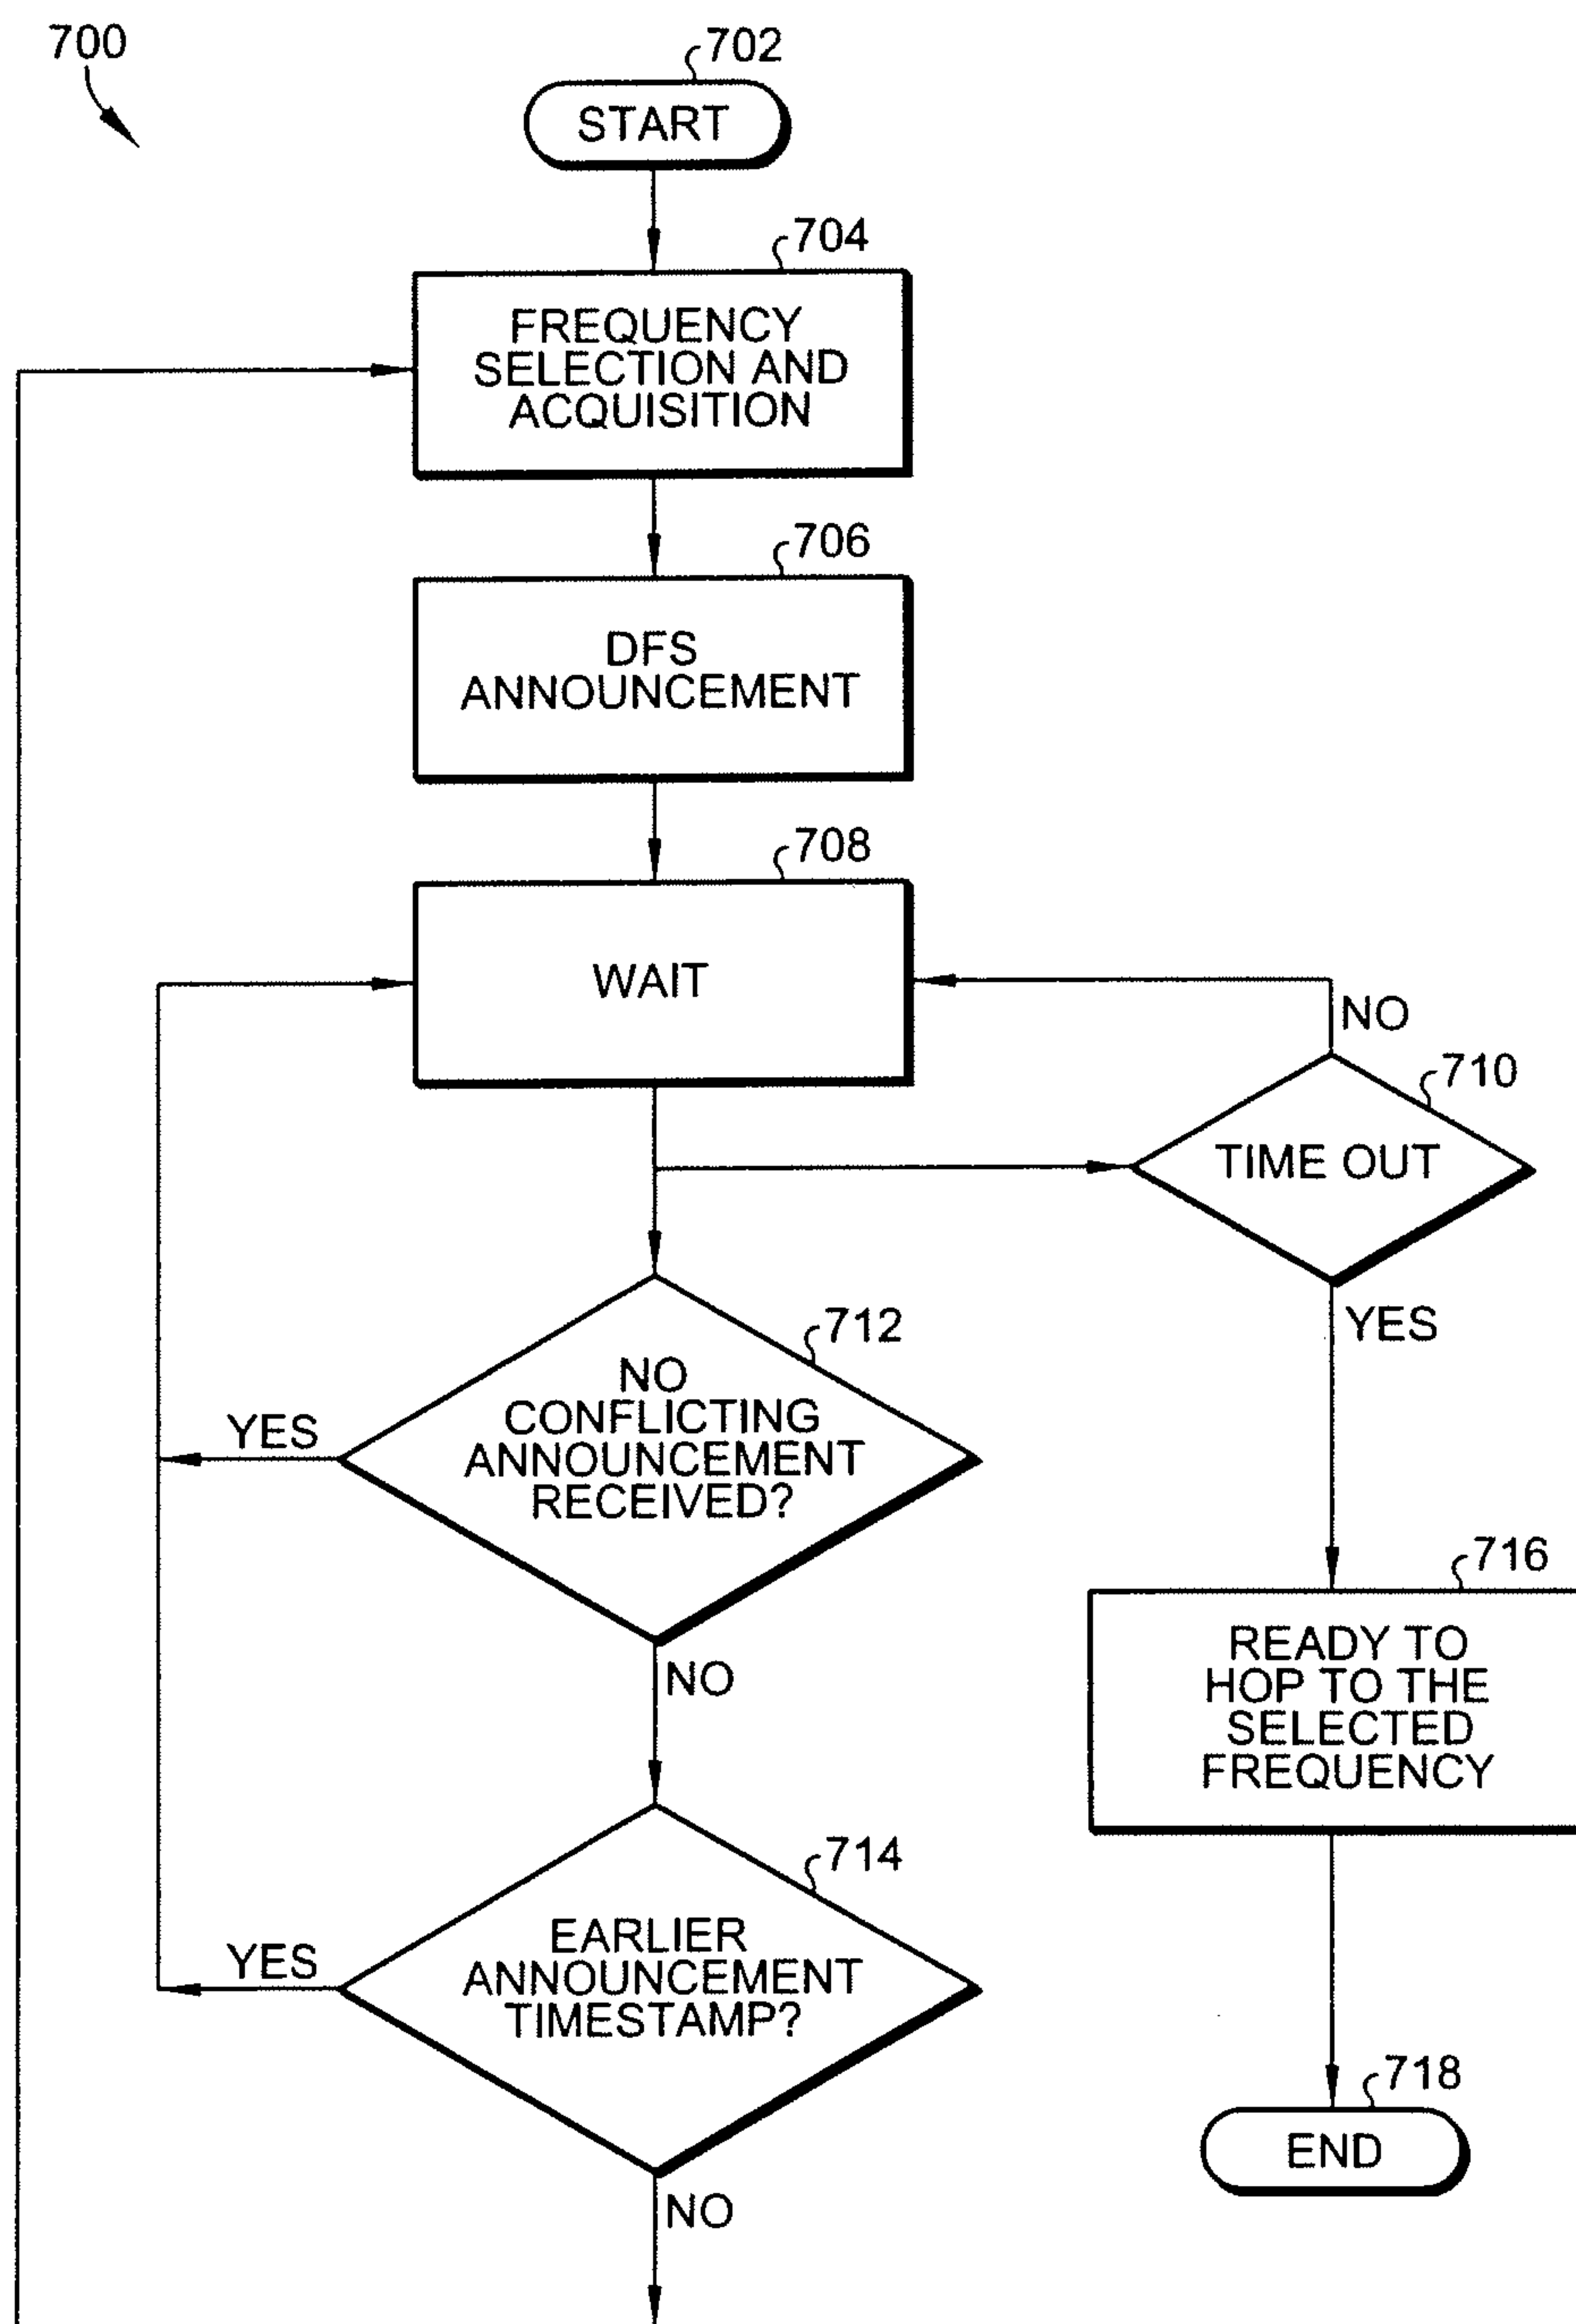 700
702
START
704
FREQUENCY
SELECTION AND
ACQUISITION
706
DFS
ANNOUNCEMENT
708
WAIT
NO
710
TIME OUT
YES
712
NO
CONFLICTING
ANNOUNCEMENT
RECEIVED?
YES
NO
716
READY TO
HOP TO THE
SELECTED
FREQUENCY
714
EARLIER
ANNOUNCEMENT
TIMESTAMP?
YES
NO
718
END